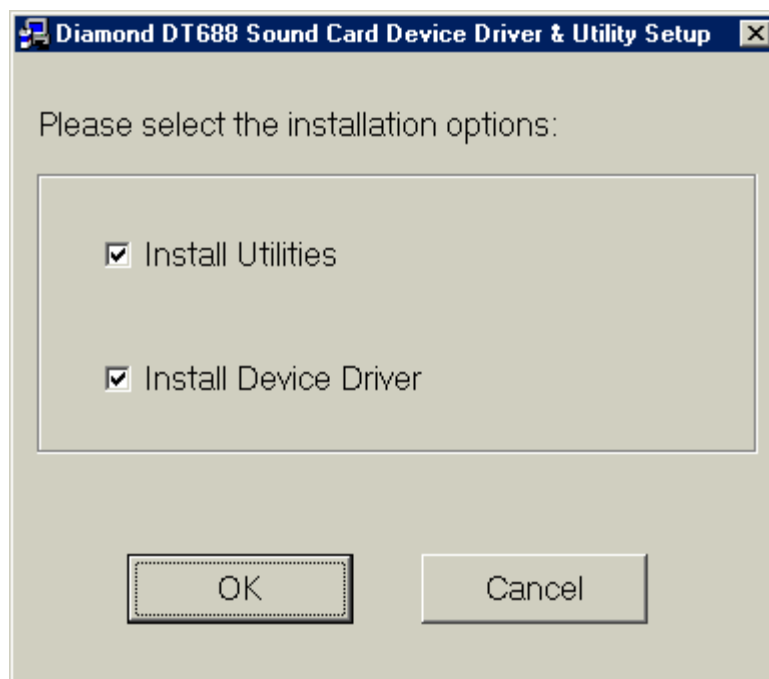 Diamond DT688 Sound Card Device Driver & Utility Setup
Please select the installation options:
Install Utilities
Install Device Driver
OK
Cancel